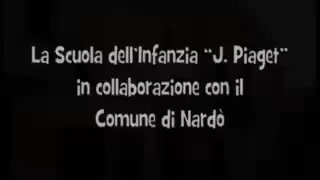 La Scuola dell'Infanzia “J. Piaget”
in collaborazione con il
Comune di Nardò